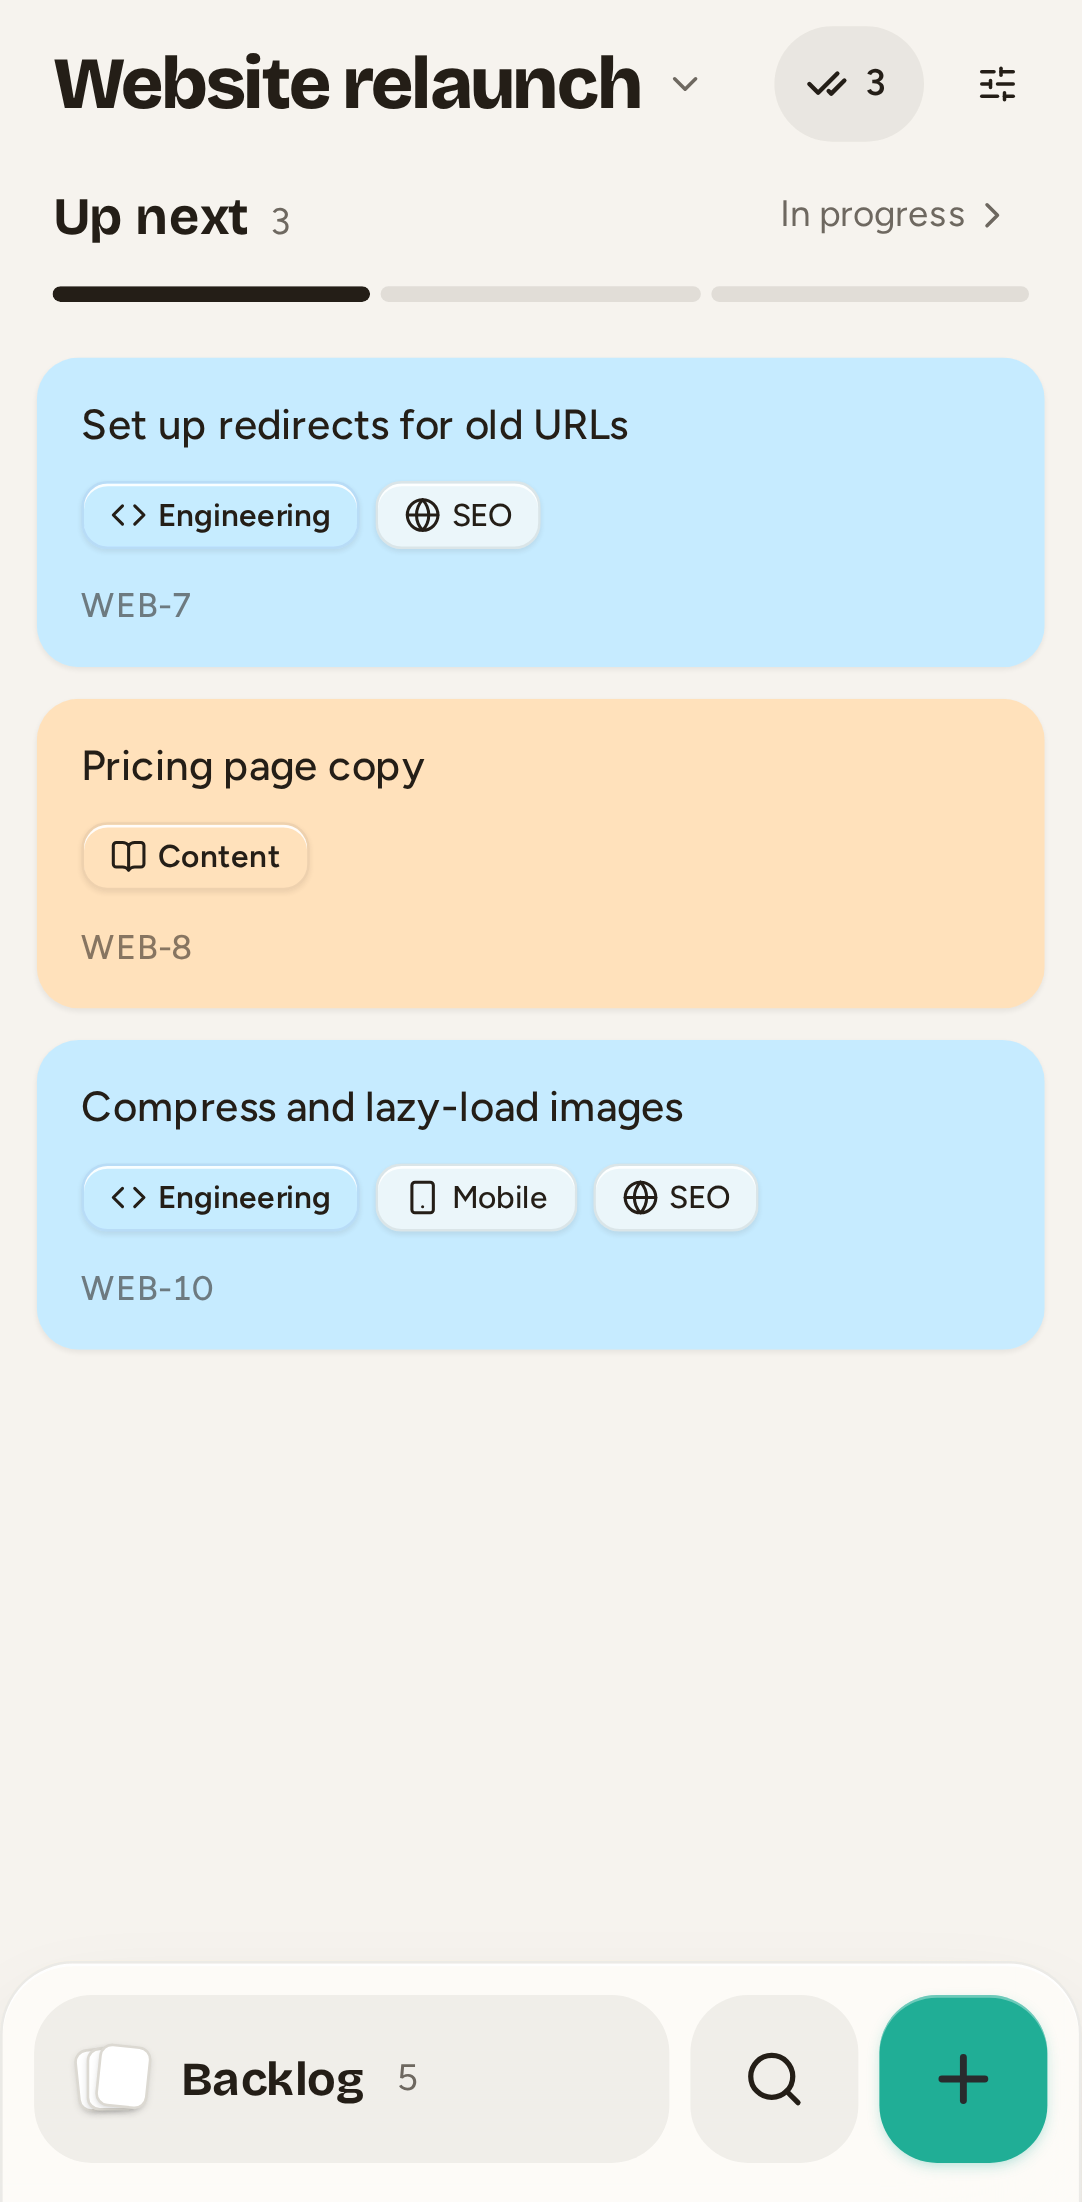 Website relaunch 3
Up next 3 In progress
Set up redirects for old URLs
Engineering SEO
WEB-7
Pricing page copy
Content
WEB-8
Compress and lazy-load images
Engineering Mobile SEO
WEB-10
Backlog 5